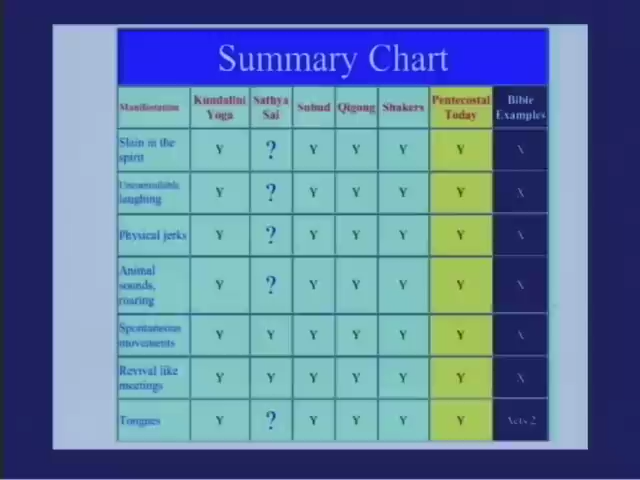 Summary Chart
Manifestation Kundalini Yoga Sathya Sai Subud Qigong Shakers Pentecostal Today Bible Examples
Slain in the spirit Y ? Y Y Y Y X
Uncontrollable laughing Y ? Y Y Y Y X
Physical jerks Y ? Y Y Y Y X
Animal sounds, roaring Y ? Y Y Y Y X
Spontaneous movements Y Y Y Y Y Y X
Revival like meetings Y Y Y Y Y Y X
Tongues Y ? Y Y Y Y Acts 2